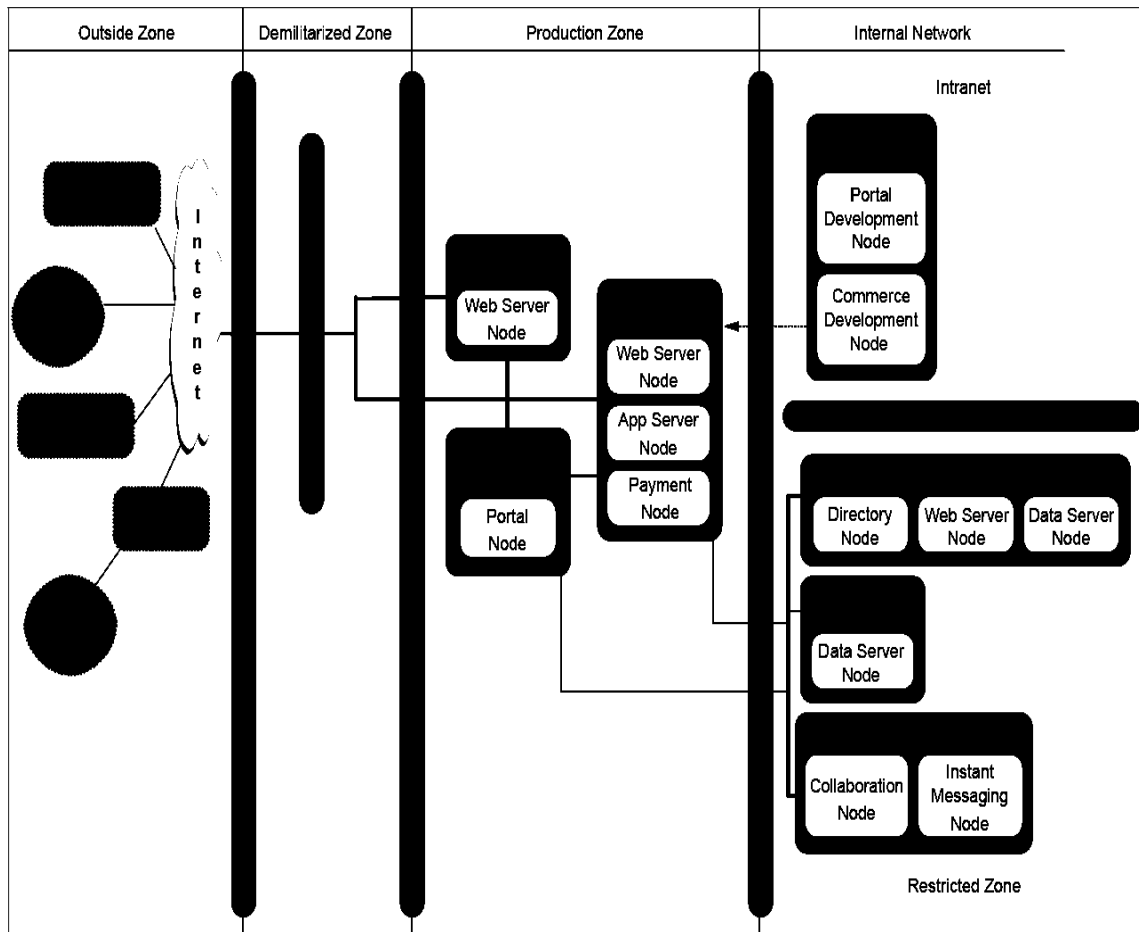 Outside Zone
Demilitarized Zone
Production Zone
Internal Network
Intranet
Internet
Web Server
Node
Portal
Node
Web Server
Node
App Server
Node
Payment
Node
Portal
Development
Node
Commerce
Development
Node
Directory
Node
Web Server
Node
Data Server
Node
Data Server
Node
Collaboration
Node
Instant
Messaging
Node
Restricted Zone